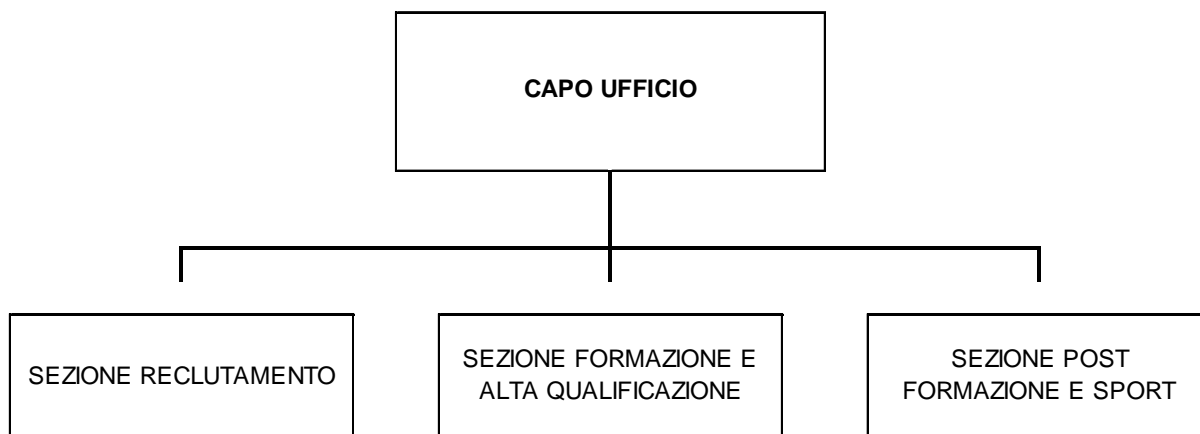 CAPO UFFICIO
SEZIONE RECLUTAMENTO
SEZIONE FORMAZIONE E
ALTA QUALIFICAZIONE
SEZIONE POST
FORMAZIONE E SPORT